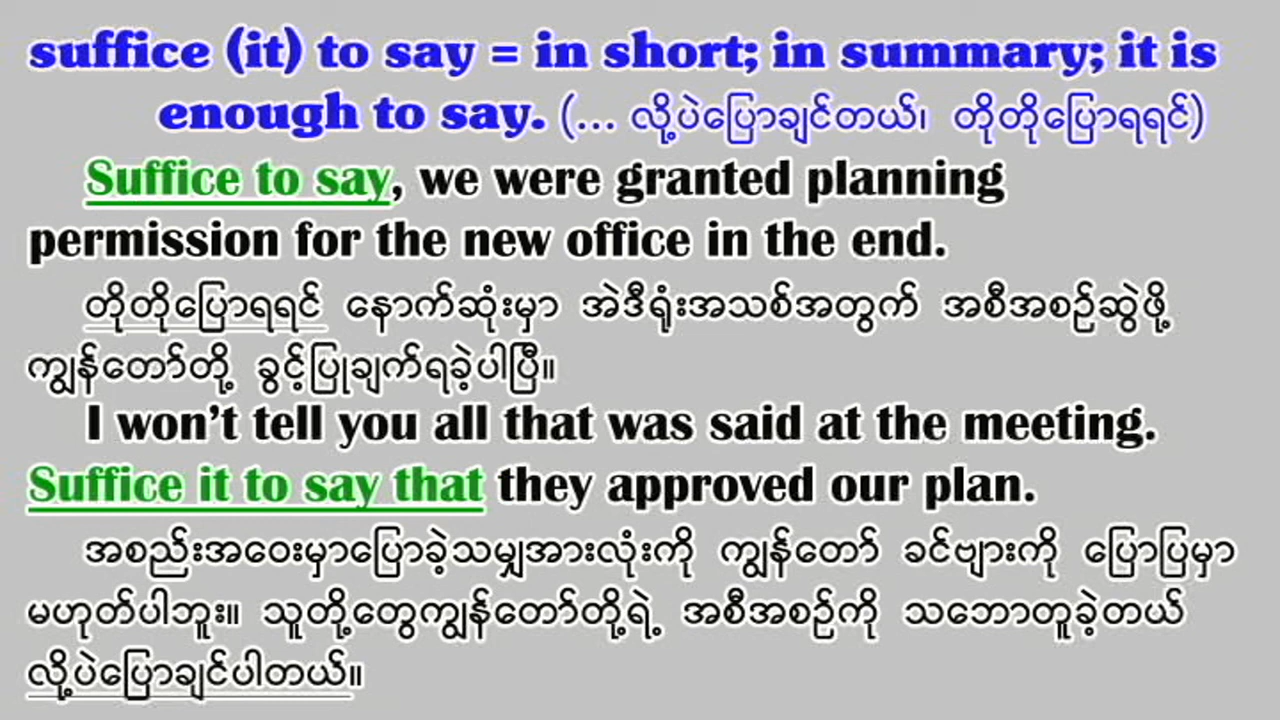 suffice (it) to say = in short; in summary; it is
enough to say. (... လို့ပဲပြောချင်တယ်၊ တိုတိုပြောရရင်)
Suffice to say, we were granted planning
permission for the new office in the end.
တိုတိုပြောရရင် နောက်ဆုံးမှာ အဲဒီရုံးအသစ်အတွက် အစီအစဉ်ဆွဲဖို့
ကျွန်တော်တို့ ခွင့်ပြုချက်ရခဲ့ပါပြီ။
I won’t tell you all that was said at the meeting.
Suffice it to say that they approved our plan.
အစည်းအဝေးမှာပြောခဲ့သမျှအားလုံးကို ကျွန်တော် ခင်ဗျားကို ပြောပြမှာ
မဟုတ်ပါဘူး။ သူတို့တွေကျွန်တော်တို့ရဲ့ အစီအစဉ်ကို သဘောတူခဲ့တယ်
လို့ပဲပြောချင်ပါတယ်။